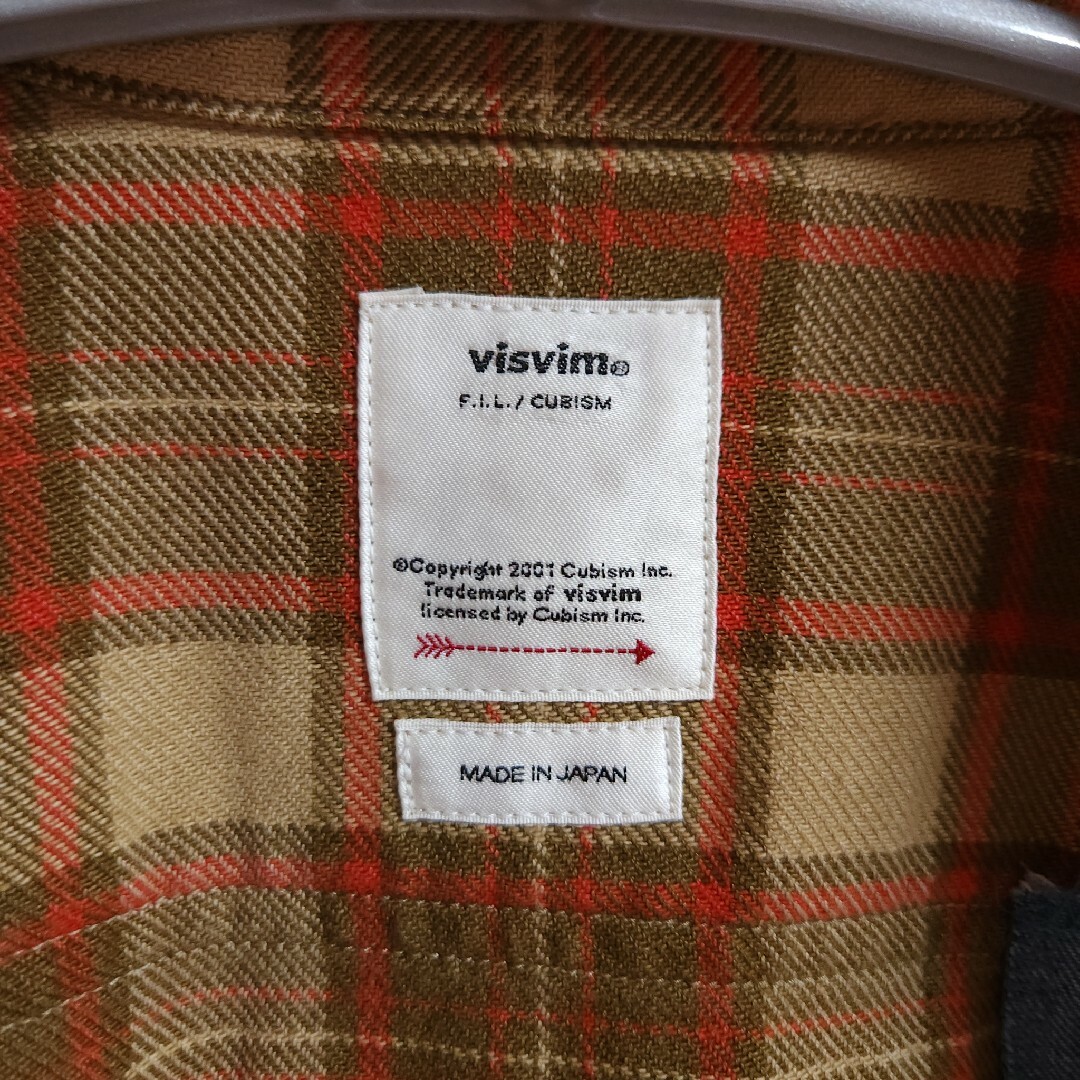 visvim®
F.I.L./ CUBISM
©Copyright 2001 Cubism Inc.
Trademark of visvim
licensed by Cubism Inc.
MADE IN JAPAN